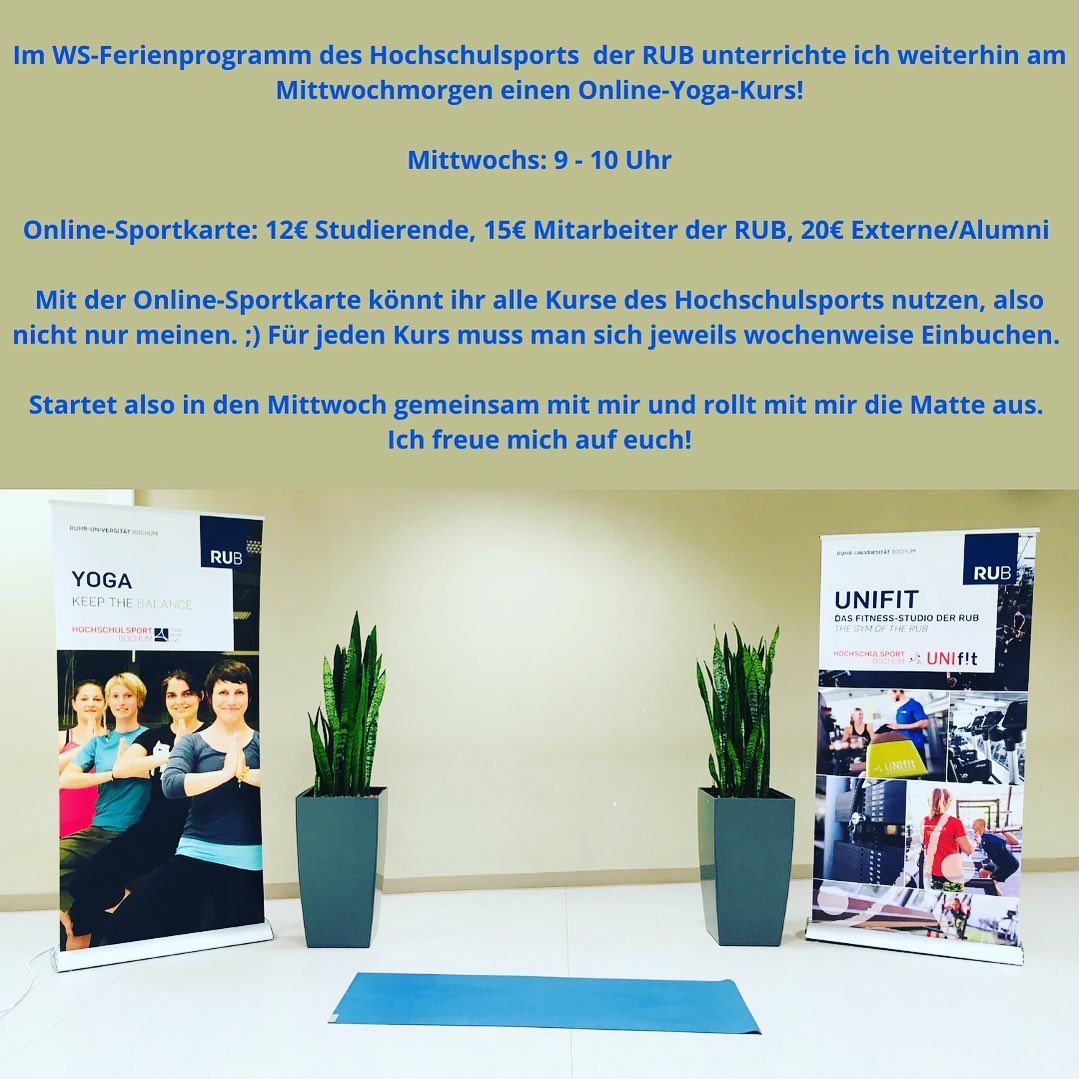 Im WS-Ferienprogramm des Hochschulsports der RUB unterrichte ich weiterhin am
Mittwochmorgen einen Online-Yoga-Kurs!
Mittwochs: 9 - 10 Uhr
Online-Sportkarte: 12€ Studierende, 15€ Mitarbeiter der RUB, 20€ Externe/Alumni
Mit der Online-Sportkarte könnt ihr alle Kurse des Hochschulsports nutzen, also
nicht nur meinen. ;) Für jeden Kurs muss man sich jeweils wochenweise Einbuchen.
Startet also in den Mittwoch gemeinsam mit mir und rollt mit mir die Matte aus.
Ich freue mich auf euch!
RUHR-UNIVERSITÄT BOCHUM
RUB
YOGA
KEEP THE BALANCE
HOCHSCHULSPORT
BOCHUM
RUHR-UNIVERSITÄT BOCHUM
RUB
UNIFIT
DAS FITNESS-STUDIO DER RUB
THE GYM OF THE RUB
HOCHSCHULSPORT
BOCHUM
UNIf!t
UNIfit